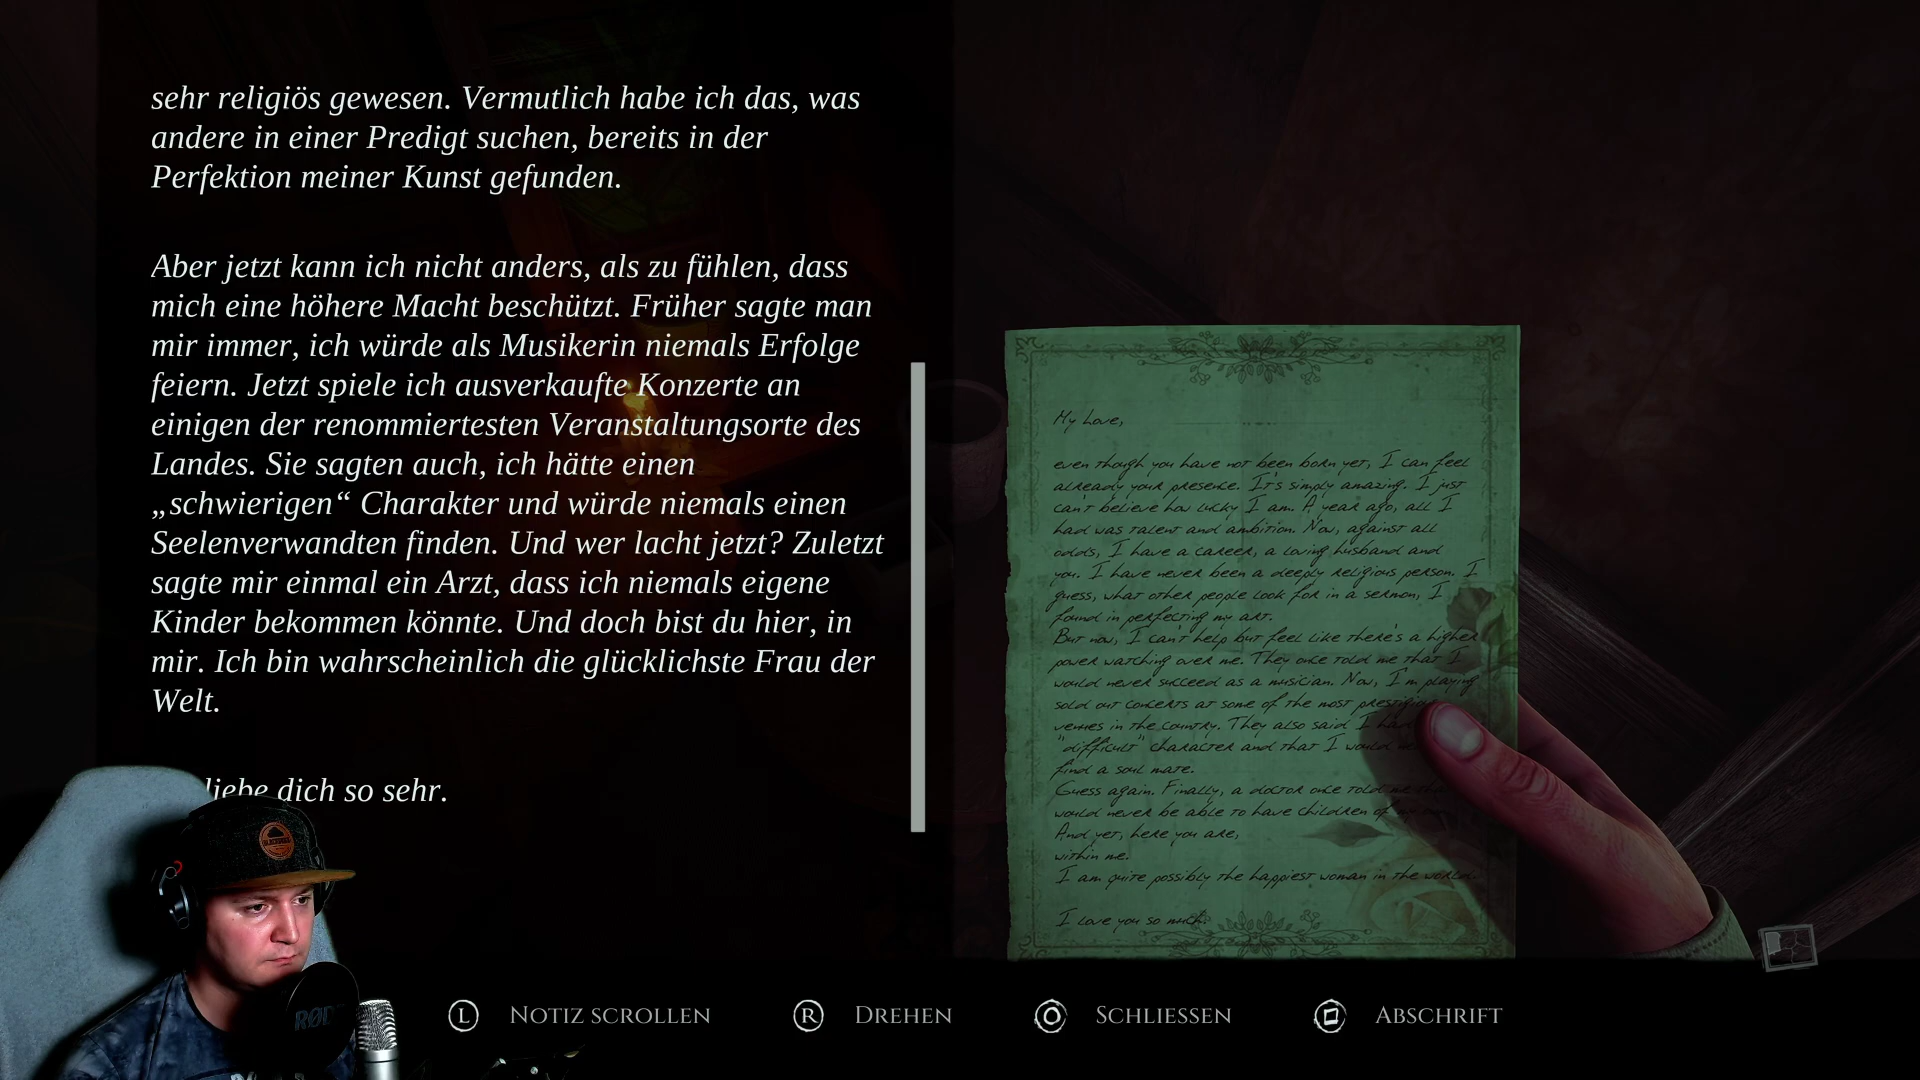 sehr religiös gewesen. Vermutlich habe ich das, was
andere in einer Predigt suchen, bereits in der
Perfektion meiner Kunst gefunden.
Aber jetzt kann ich nicht anders, als zu fühlen, dass
mich eine höhere Macht beschützt. Früher sagte man
mir immer, ich würde als Musikerin niemals Erfolge
feiern. Jetzt spiele ich ausverkaufte Konzerte an
einigen der renommiertesten Veranstaltungsorte des
Landes. Sie sagten auch, ich hätte einen
„schwierigen“ Charakter und würde niemals einen
Seelenverwandten finden. Und wer lacht jetzt? Zuletzt
sagte mir einmal ein Arzt, dass ich niemals eigene
Kinder bekommen könnte. Und doch bist du hier, in
mir. Ich bin wahrscheinlich die glücklichste Frau der
Welt.
liebe dich so sehr.
My Love,
even though you have not been born yet, I can feel
already your presence. It's simply amazing. I just
can't believe how lucky I am. A year ago, all I
had was talent and ambition. Now, against all
odds, I have a career, a loving husband and
you. I have never been a deeply religious person. I
guess, what other people look for in a sermon, I
found in perfecting my art.
But now, I can't help but feel like there's a higher
power watching over me. They once told me that I
would never succeed as a musician. Now, I'm playing
sold out concerts at some of the most
venues in the country. They also said I had
"difficult" character and that I would
find a soul mate.
Guess again. Finally, a doctor once told me
would never be able to have children of
And yet, here you are,
within me.
I am quite possibly the happiest woman in the world.
I love you so much.
RØDE
L NOTIZ SCROLLEN R DREHEN SCHLIESSEN ABSCHRIFT